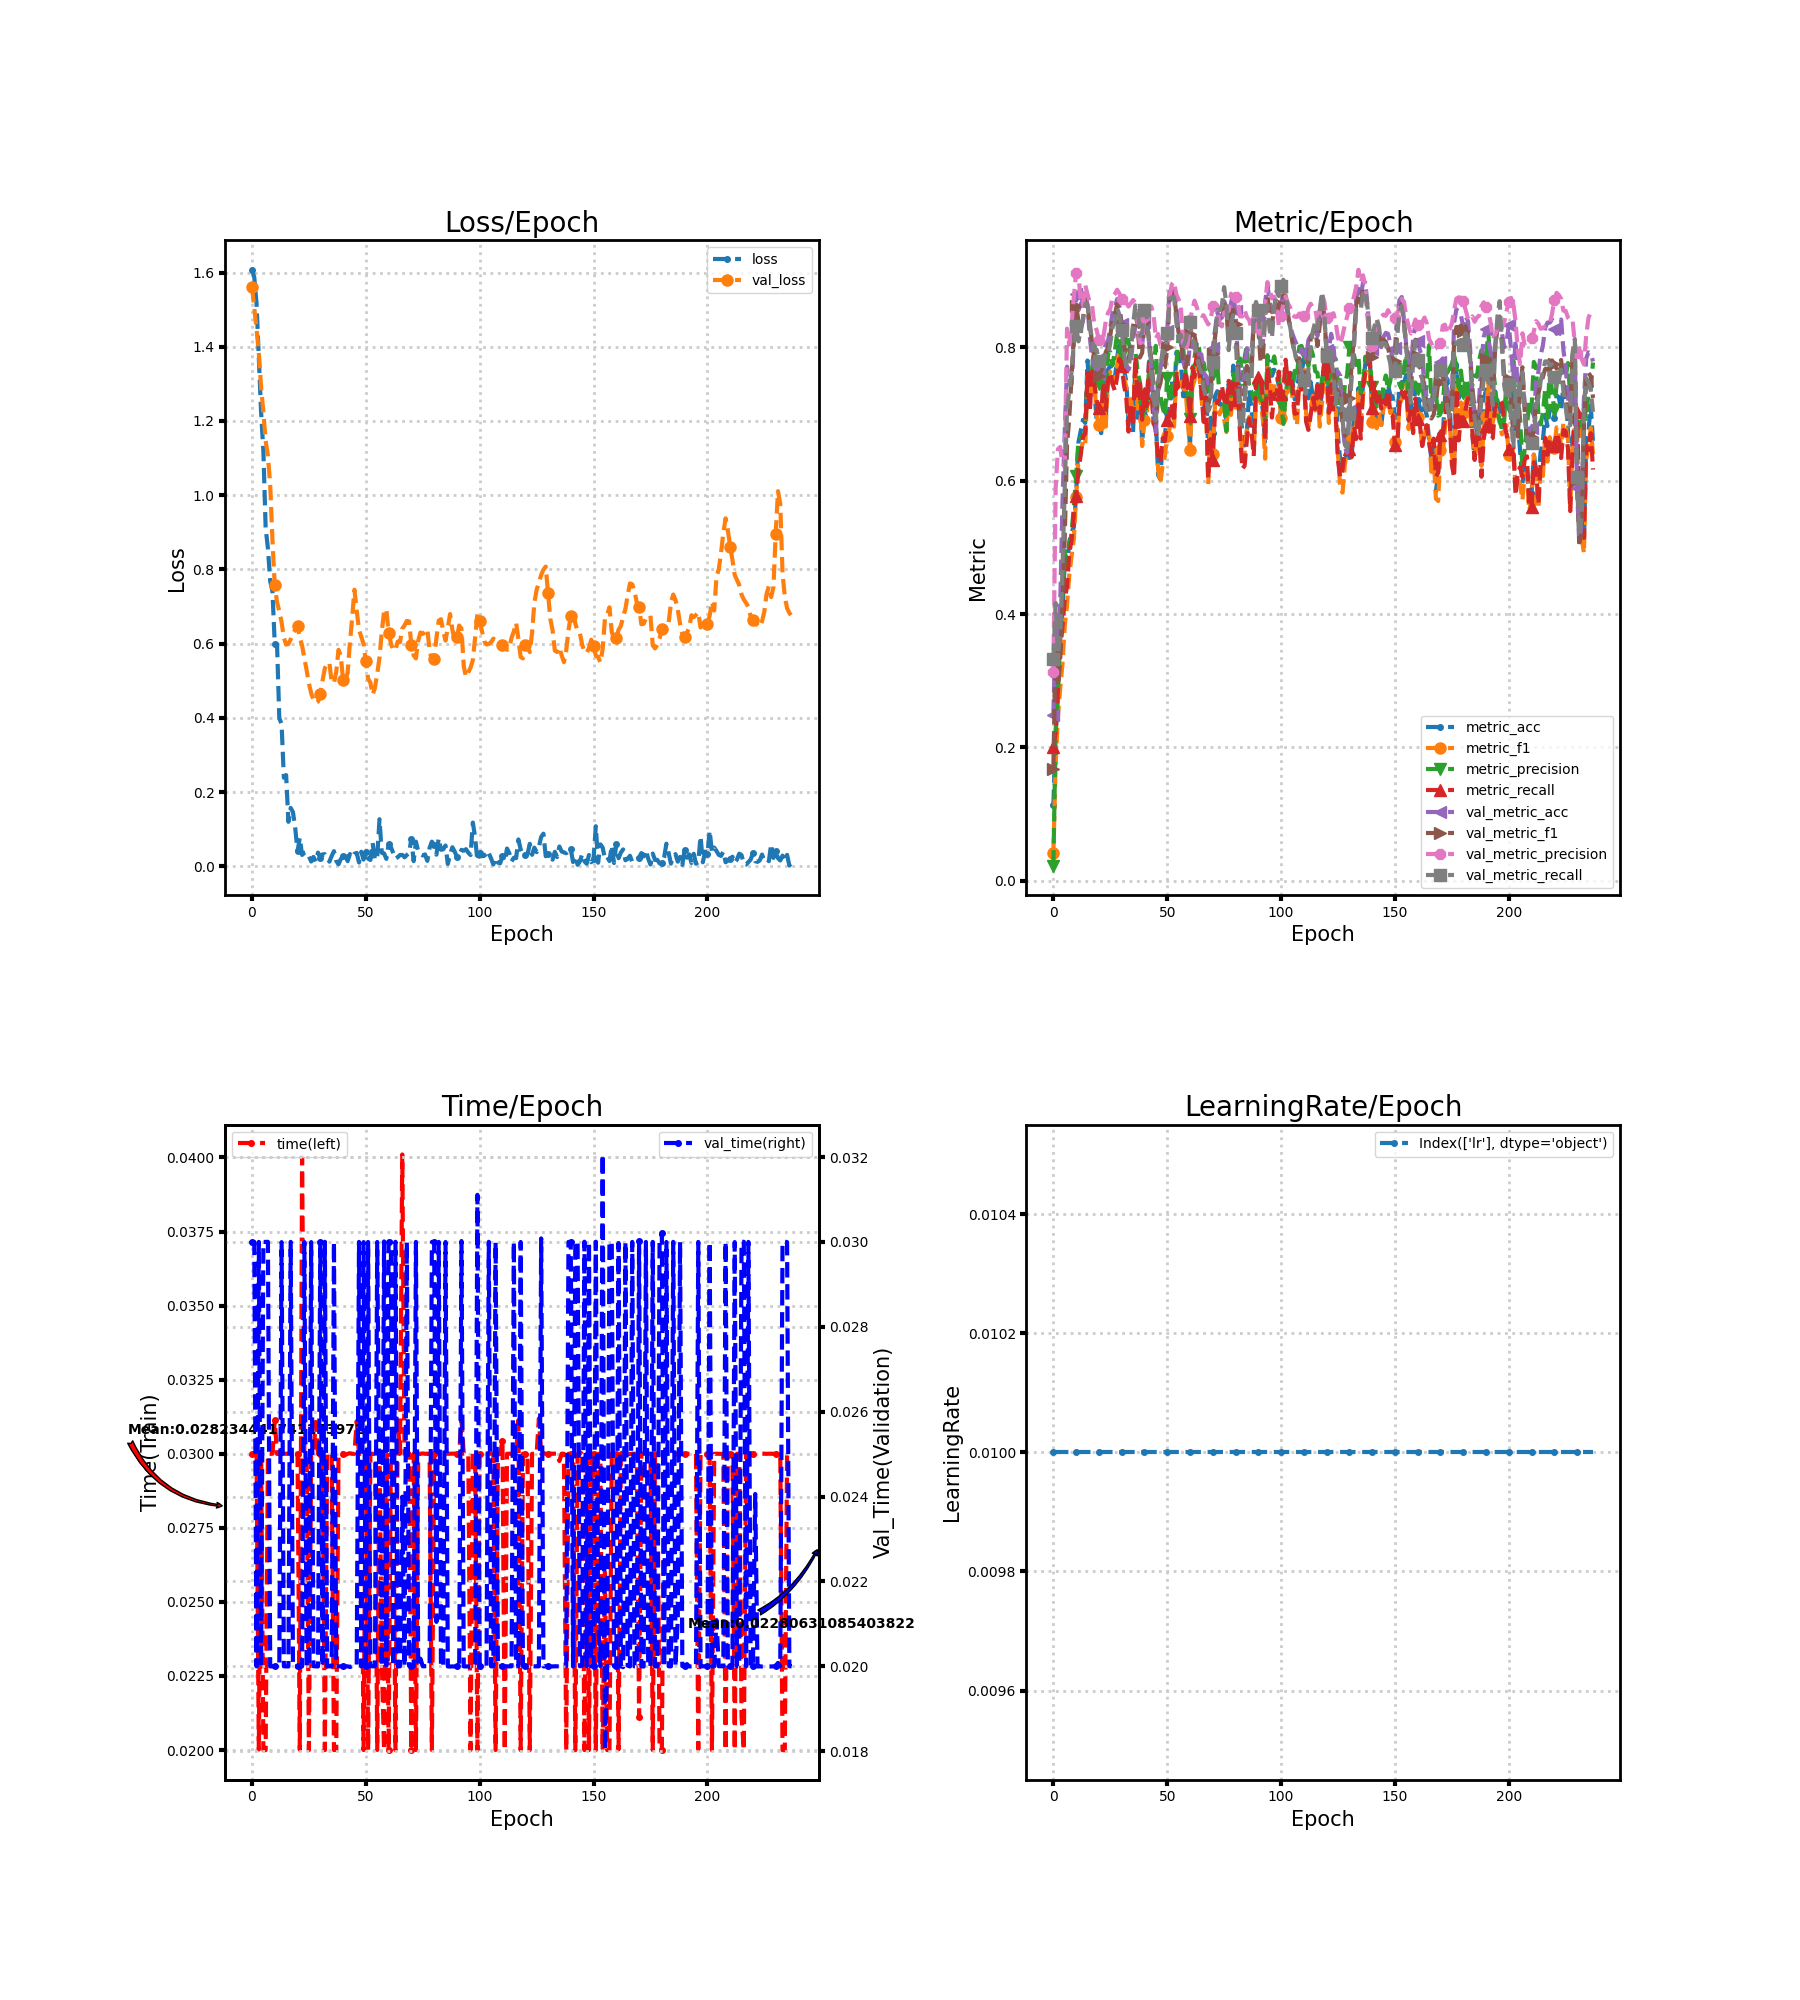 Loss/Epoch
1.6
1.4
1.2
1.0
0.8
0.6
0.4
0.2
0.0
Loss
loss
val_loss
0 50 100 150 200
Epoch
Metric/Epoch
0.8
0.6
0.4
0.2
0.0
Metric
metric_acc
metric_f1
metric_precision
metric_recall
val_metric_acc
val_metric_f1
val_metric_precision
val_metric_recall
0 50 100 150 200
Epoch
Time/Epoch
time(left)
val_time(right)
0.0400
0.0375
0.0350
0.0325
0.0300
0.0275
0.0250
0.0225
0.0200
Time(Train)
0.032
0.030
0.028
0.026
0.024
0.022
0.020
0.018
Val_Time(Validation)
0 50 100 150 200
Epoch
LearningRate/Epoch
Index(['lr'], dtype='object')
0.0104
0.0102
0.0100
0.0098
0.0096
LearningRate
0 50 100 150 200
Epoch